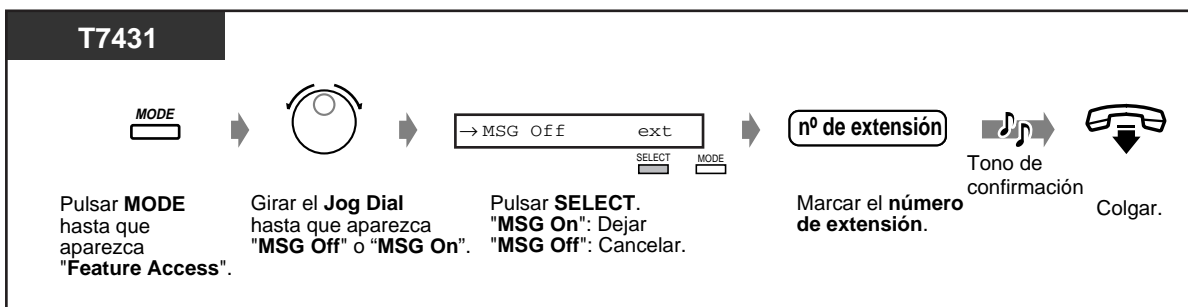 T7431
MODE
→ MSG Off ext
SELECT MODE
nº de extensión
Tono de
confirmación
Pulsar MODE
hasta que
aparezca
"Feature Access".
Girar el Jog Dial
hasta que aparezca
"MSG Off" o “MSG On”.
Pulsar SELECT.
"MSG On": Dejar
"MSG Off": Cancelar.
Marcar el número
de extensión.
Colgar.